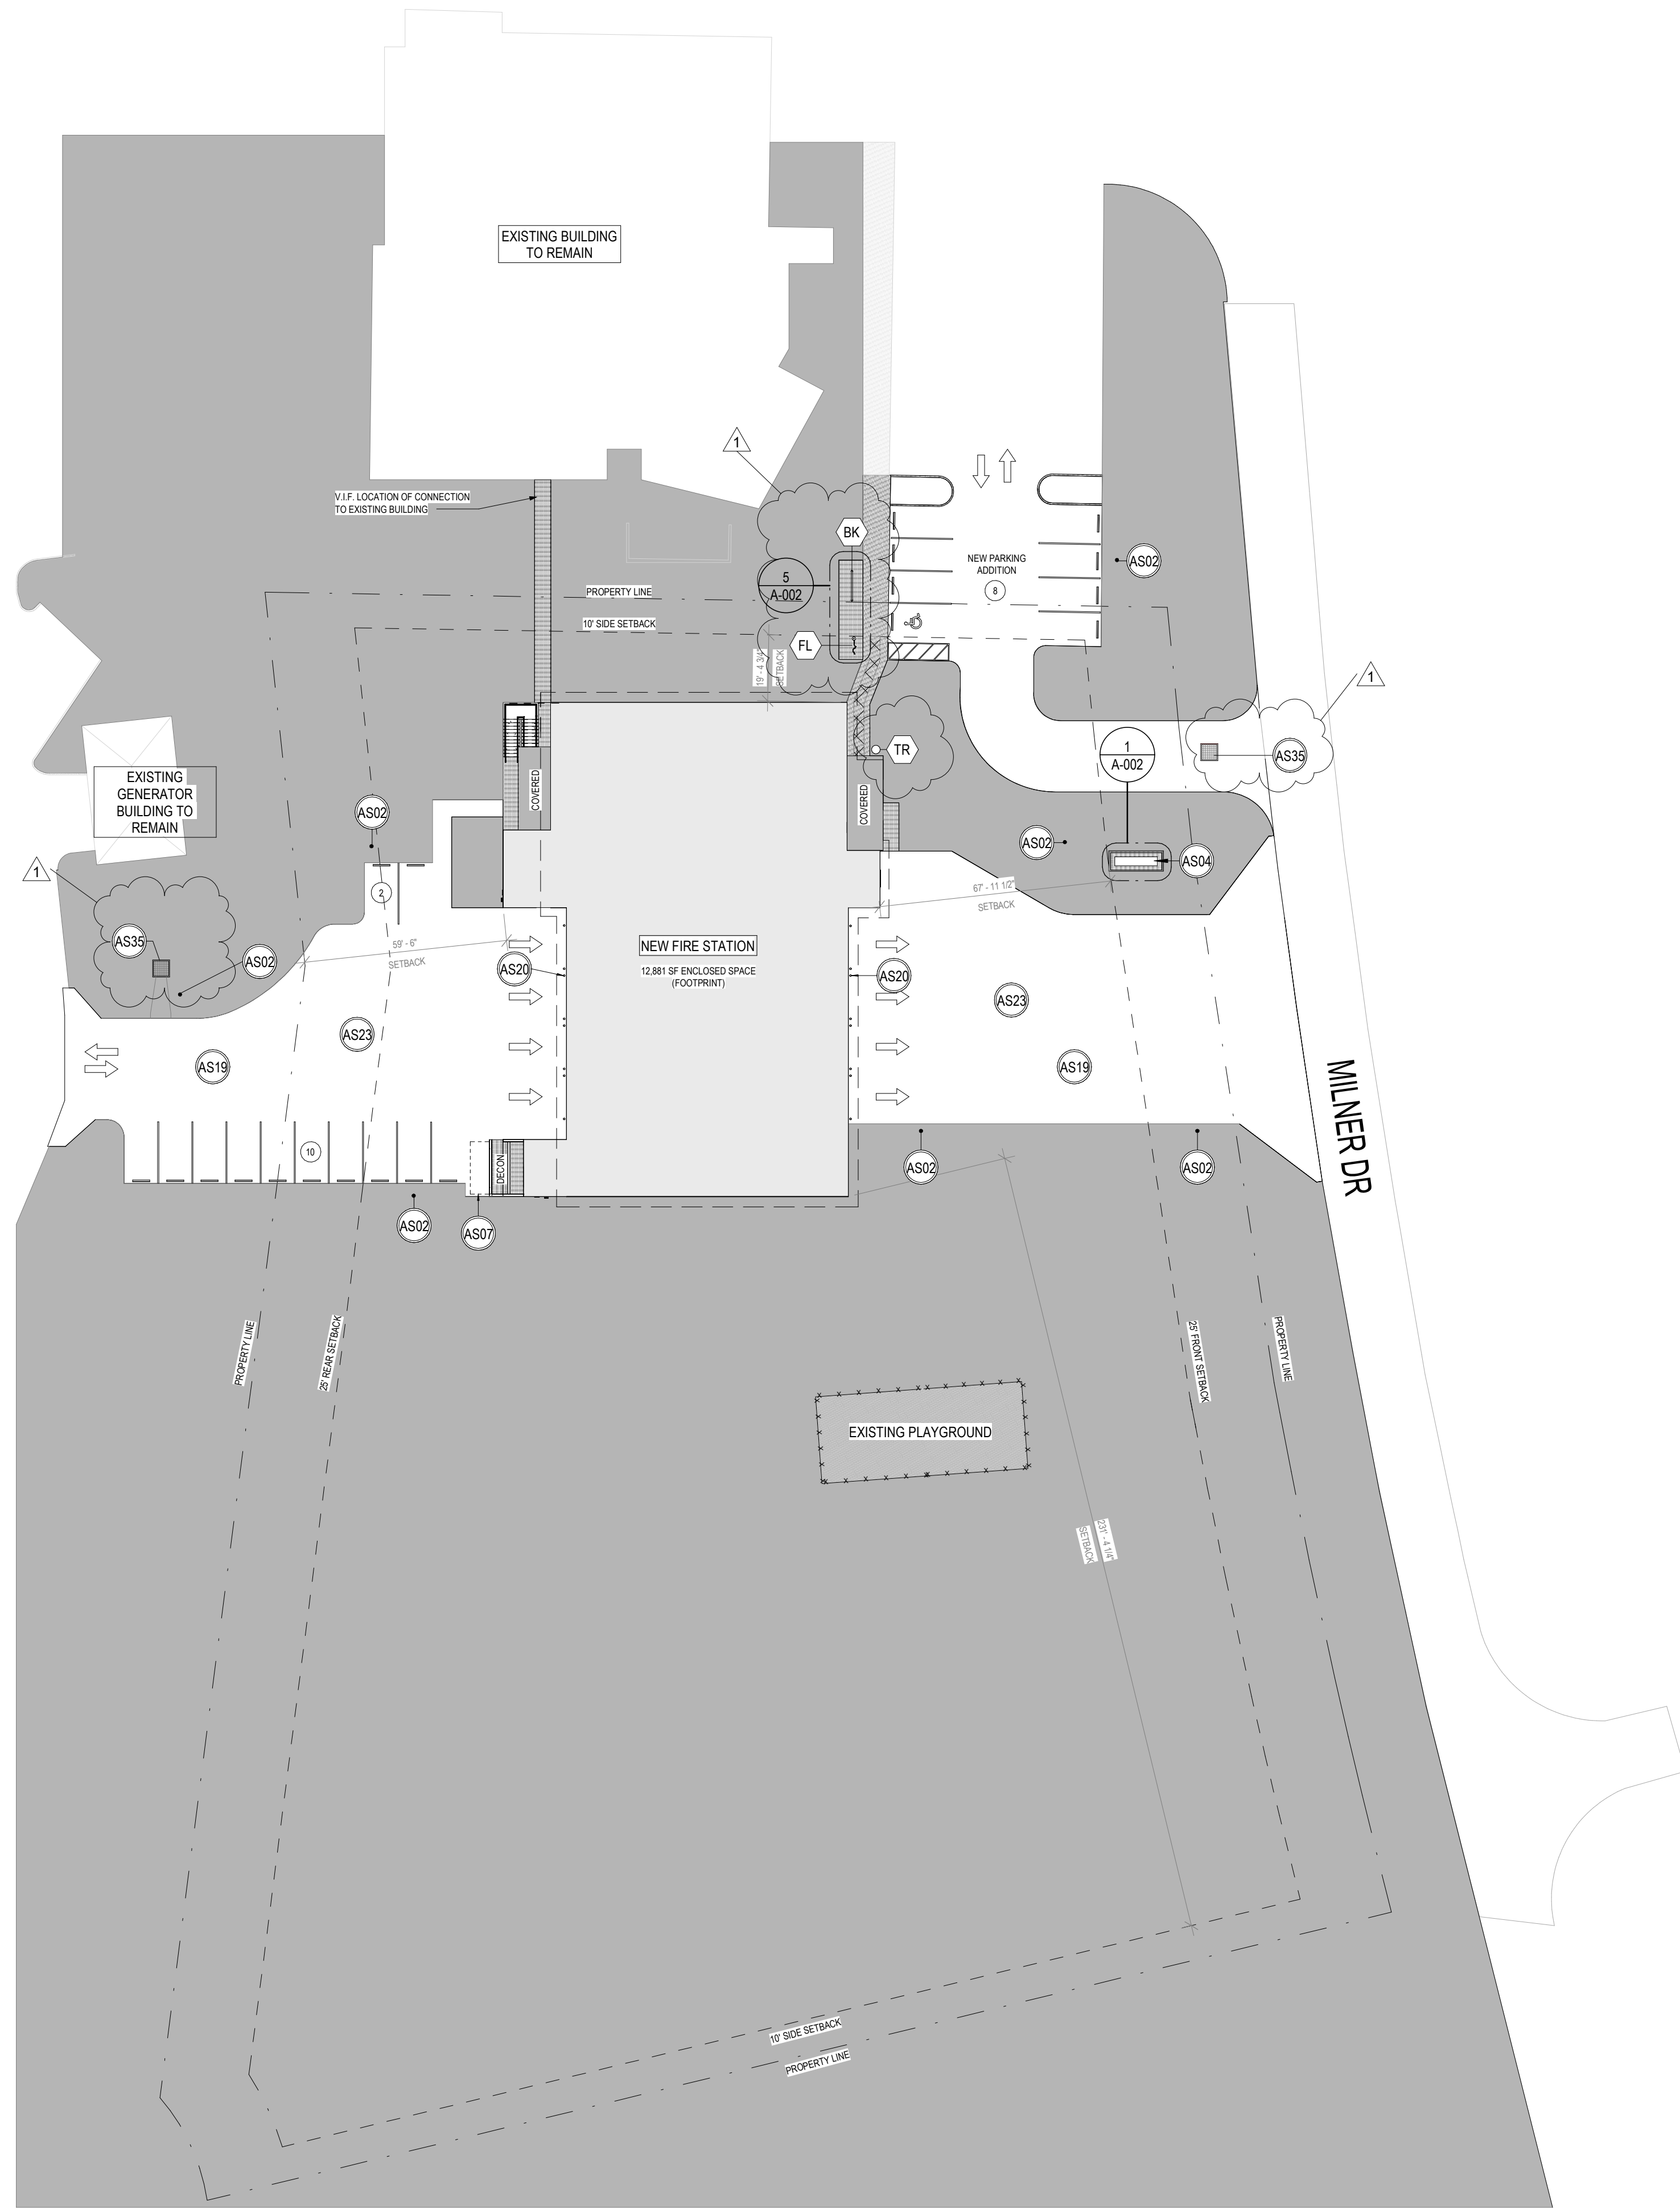 EXISTING BUILDING
TO REMAIN
1
V.I.F. LOCATION OF CONNECTION
TO EXISTING BUILDING
BK
NEW PARKING
ADDITION
8
AS02
5
A-002
PROPERTY LINE
10' SIDE SETBACK
FL
19' - 4 3/4"
SETBACK
1
TR
1
A-002
AS35
EXISTING
GENERATOR
BUILDING TO
REMAIN
COVERED
COVERED
AS02
AS02
AS04
1
2
67' - 11 1/2"
SETBACK
AS35
AS02
59' - 6"
SETBACK
NEW FIRE STATION
12,881 SF ENCLOSED SPACE
(FOOTPRINT)
AS20
AS20
AS23
AS23
AS19
AS19
MILNER DR
10
DECON
AS02
AS02
AS02
AS07
PROPERTY LINE
25' REAR SETBACK
25' FRONT SETBACK
PROPERTY LINE
EXISTING PLAYGROUND
231' - 4 1/4"
SETBACK
10' SIDE SETBACK
PROPERTY LINE